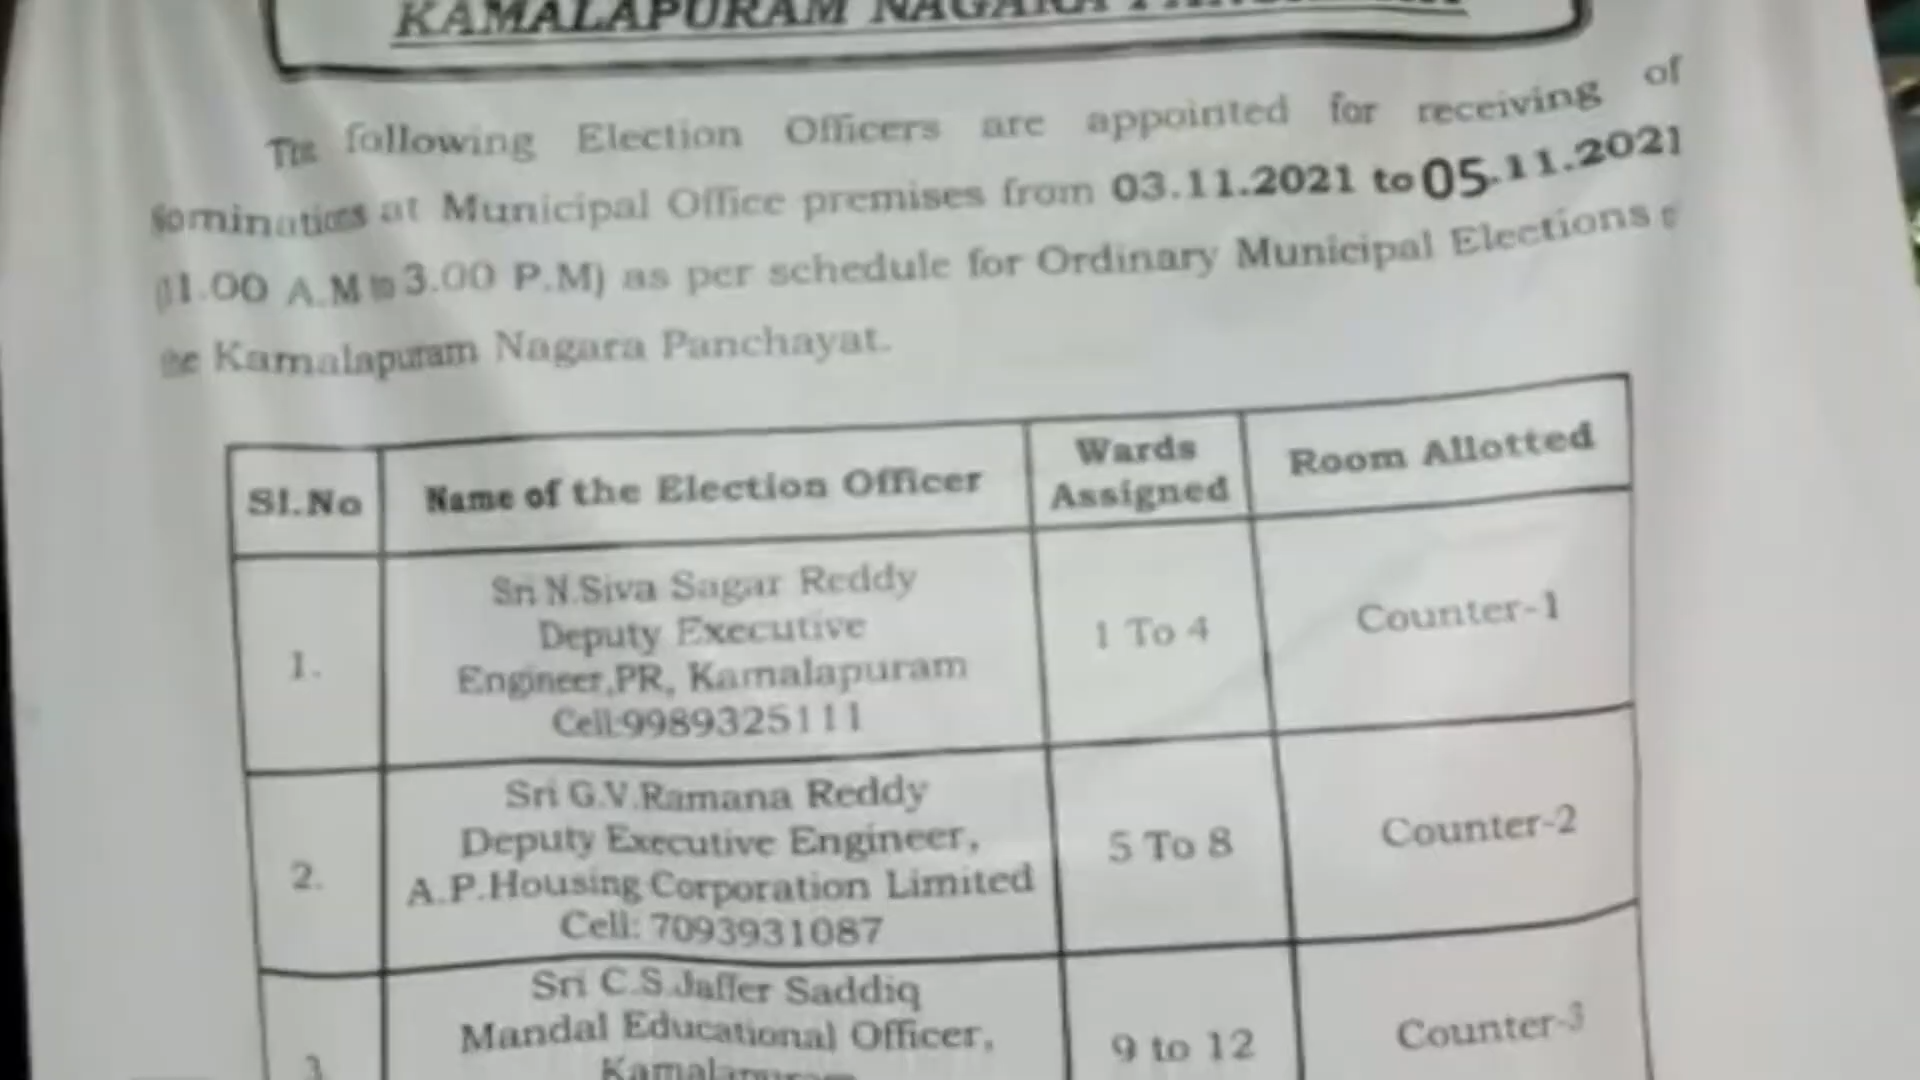 KAMALAPURAM NAGARA
The following Election Officers are appointed for receiving of
Nominations at Municipal Office premises from 03.11.2021 to 05.11.2021
(11.00 A.M to 3.00 P.M) as per schedule for Ordinary Municipal Elections
the Kamalapuram Nagara Panchayat.
Sl.No Name of the Election Officer Wards Assigned Room Allotted
1.
Sri N.Siva Sagar Reddy
Deputy Executive
Engineer,PR, Kamalapuram
Cell:9989325111
1 To 4
Counter-1
2.
Sri G.V.Ramana Reddy
Deputy Executive Engineer,
A.P.Housing Corporation Limited
Cell: 7093931087
5 To 8
Counter-2
3.
Sri C.S.Jaffer Saddiq
Mandal Educational Officer,
Kamalapuram
9 to 12
Counter-3